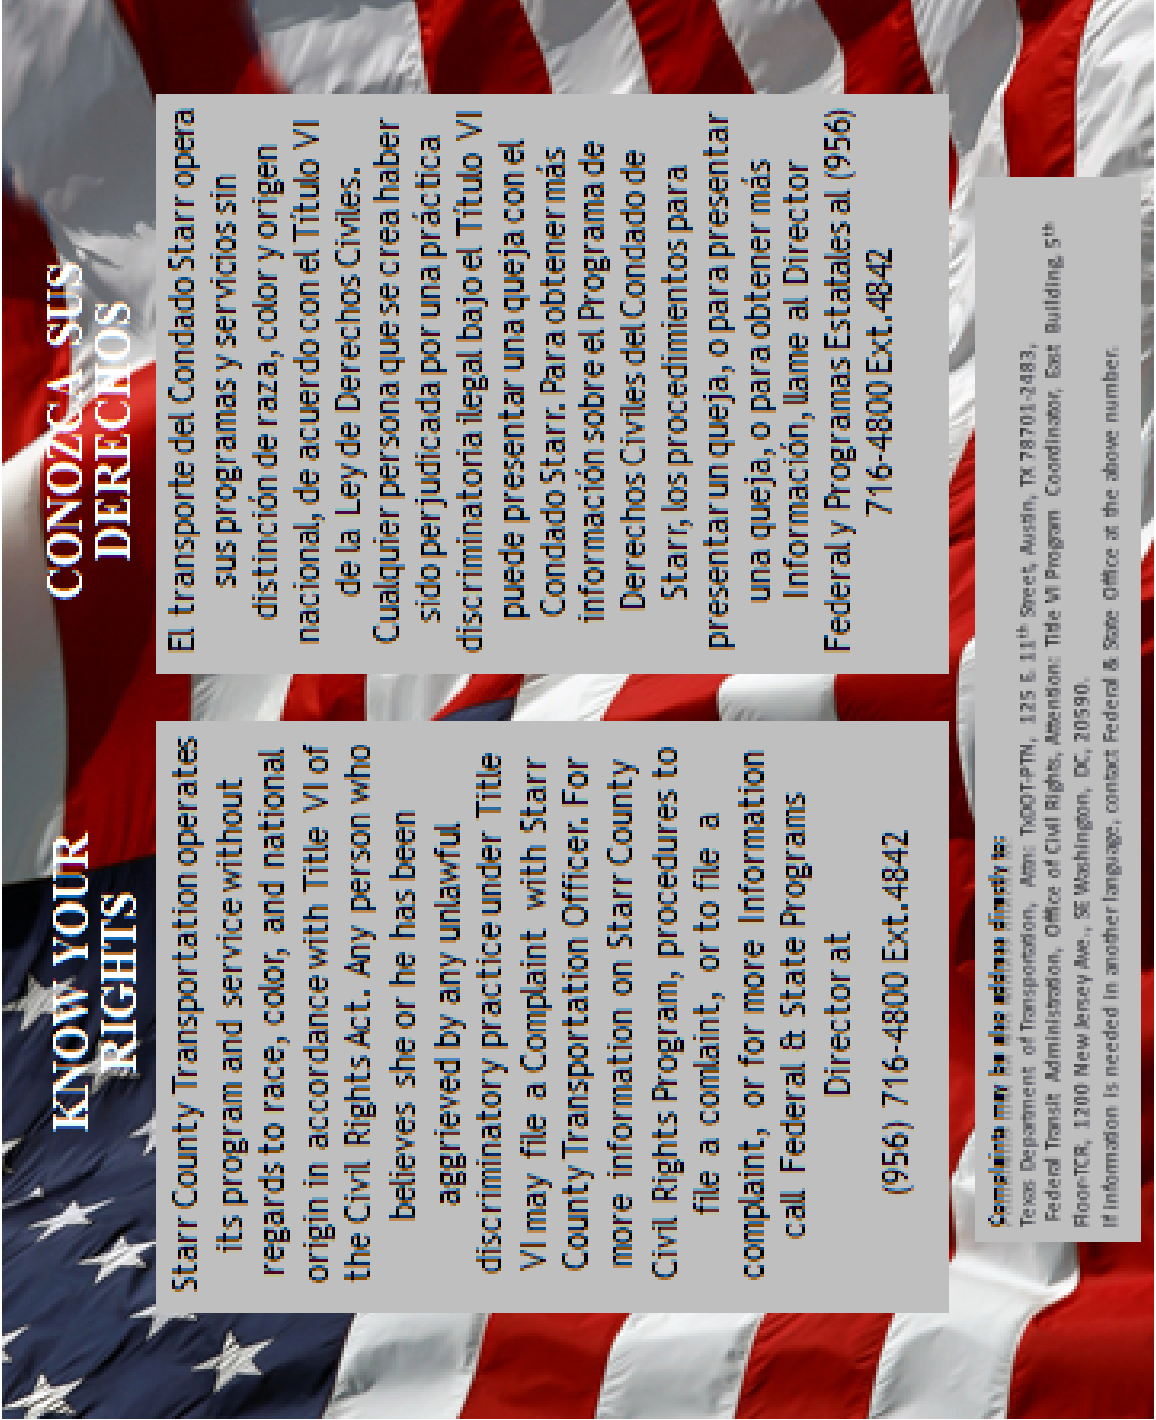 KNOW YOUR
RIGHTS
Starr County Transportation operates
its program and service without
regards to race, color, and national
origin in accordance with Title VI of
the Civil Rights Act. Any person who
believes she or he has been
aggrieved by any unlawful
discriminatory practice under Title
VI may file a Complaint with Starr
County Transportation Officer. For
more information on Starr County
Civil Rights Program, procedures to
file a comlaint, or to file a
complaint, or for more Information
call Federal & State Programs
Director at
(956) 716-4800 Ext.4842
CONOZCA SUS
DERECHOS
El transporte del Condado Starr opera
sus programas y servicios sin
distinción de raza, color y origen
nacional, de acuerdo con el Título VI
de la Ley de Derechos Civiles.
Cualquier persona que se crea haber
sido perjudicada por una práctica
discriminatoria ilegal bajo el Título VI
puede presentar una queja con el
Condado Starr. Para obtener más
información sobre el Programa de
Derechos Civiles del Condado de
Starr, los procedimientos para
presentar un queja, o para presentar
una queja, o para obtener más
Información, llame al Director
Federal y Programas Estatales al (956)
716-4800 Ext.4842
Complaints may be also address directly to:
Texas Department of Transportation, Attn: TxDOT-PTN, 125 E 11th Street, Austin, TX 78701-2483,
Federal Transit Administration, Office of Civil Rights, Attention: Title VI Program Coordinator, East Building, 5th
Floor-TCR, 1200 New Jersey Ave., SE Washington, DC, 20590.
If information is needed in another language, contact Federal & State Office at the above number.